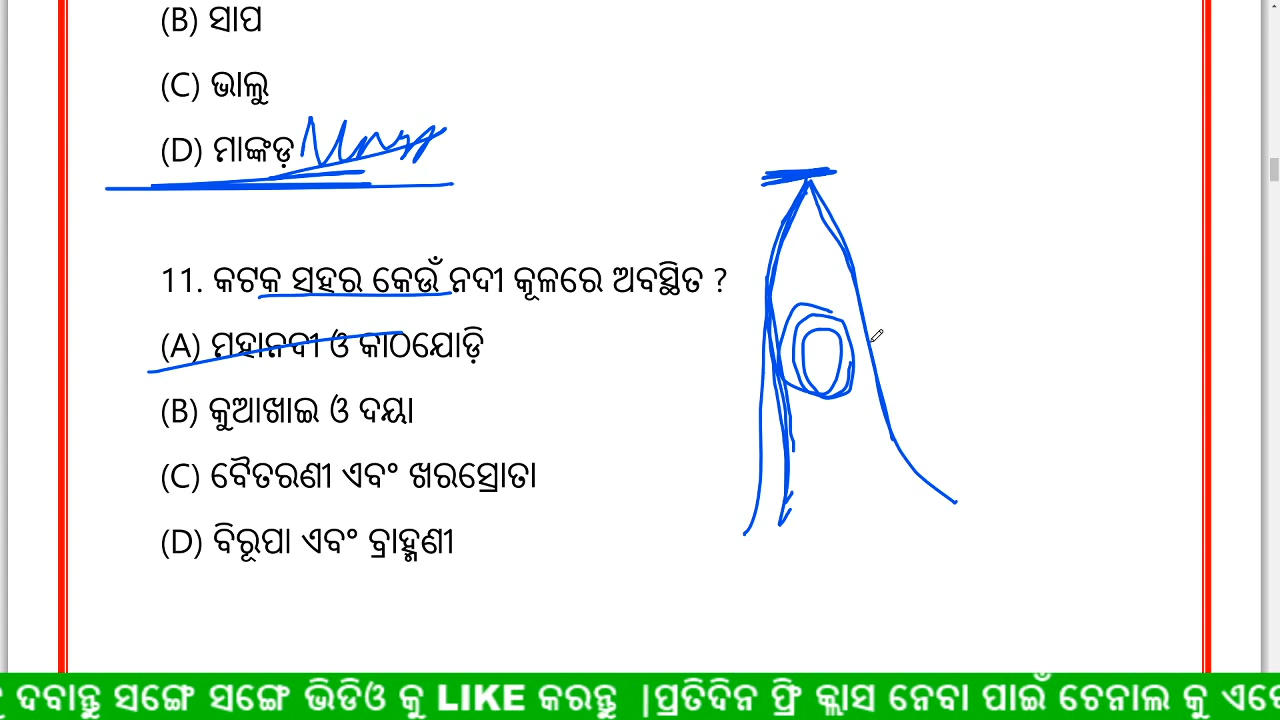 (B) ସାପ
(C) ଭାଲୁ
(D) ମାଙ୍କଡ଼
11. କଟକ ସହର କେଉଁ ନଦୀ କୂଳରେ ଅବସ୍ଥିତ ?
(A) ମହାନଦୀ ଓ କାଠଯୋଡ଼ି
(B) କୁଆଖାଇ ଓ ଦୟା
(C) ବୈତରଣୀ ଏବଂ ଖରସ୍ରୋତା
(D) ବିରୂପା ଏବଂ ବ୍ରାହ୍ମଣୀ
ଦବାନ୍ତୁ ସଙ୍ଗେ ସଙ୍ଗେ ଭିଡିଓ କୁ LIKE କରନ୍ତୁ |ପ୍ରତିଦିନ ଫ୍ରି କ୍ଲାସ ନେବା ପାଇଁ ଚେନାଲ କୁ